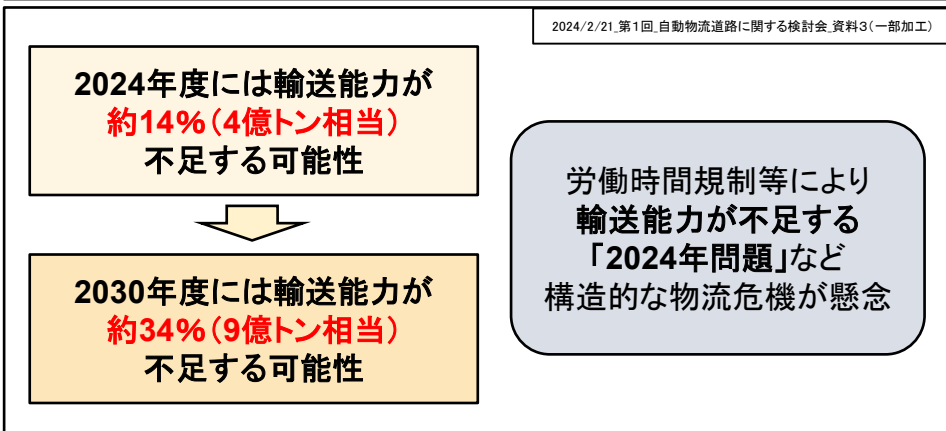 2024/2/21_第1回_自動物流道路に関する検討会_資料3(一部加工)
2024年度には輸送能力が
約14%(4億トン相当)
不足する可能性
2030年度には輸送能力が
約34%(9億トン相当)
不足する可能性
労働時間規制等により
輸送能力が不足する
「2024年問題」など
構造的な物流危機が懸念